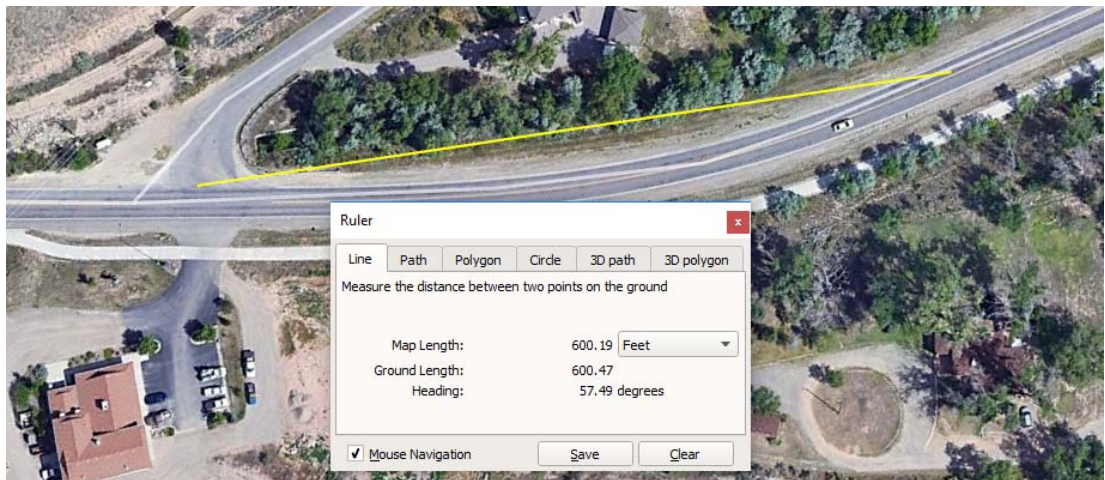 Ruler x
Line Path Polygon Circle 3D path 3D polygon
Measure the distance between two points on the ground
Map Length: 600.19 Feet
Ground Length: 600.47
Heading: 57.49 degrees
Mouse Navigation Save Clear